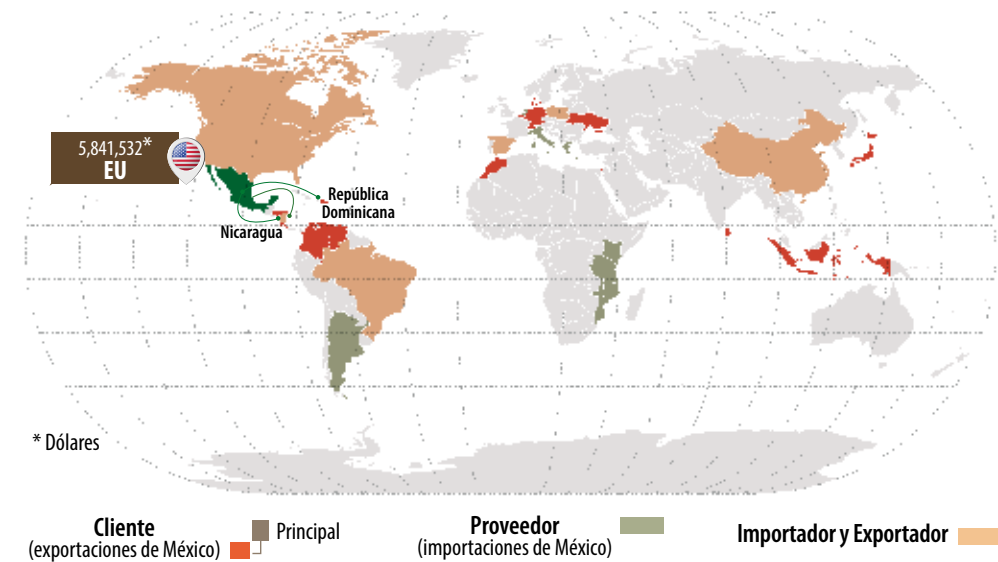 5,841,532*
EU
República
Dominicana
Nicaragua
* Dólares
Cliente
(exportaciones de México)
Principal
Proveedor
(importaciones de México)
Importador y Exportador